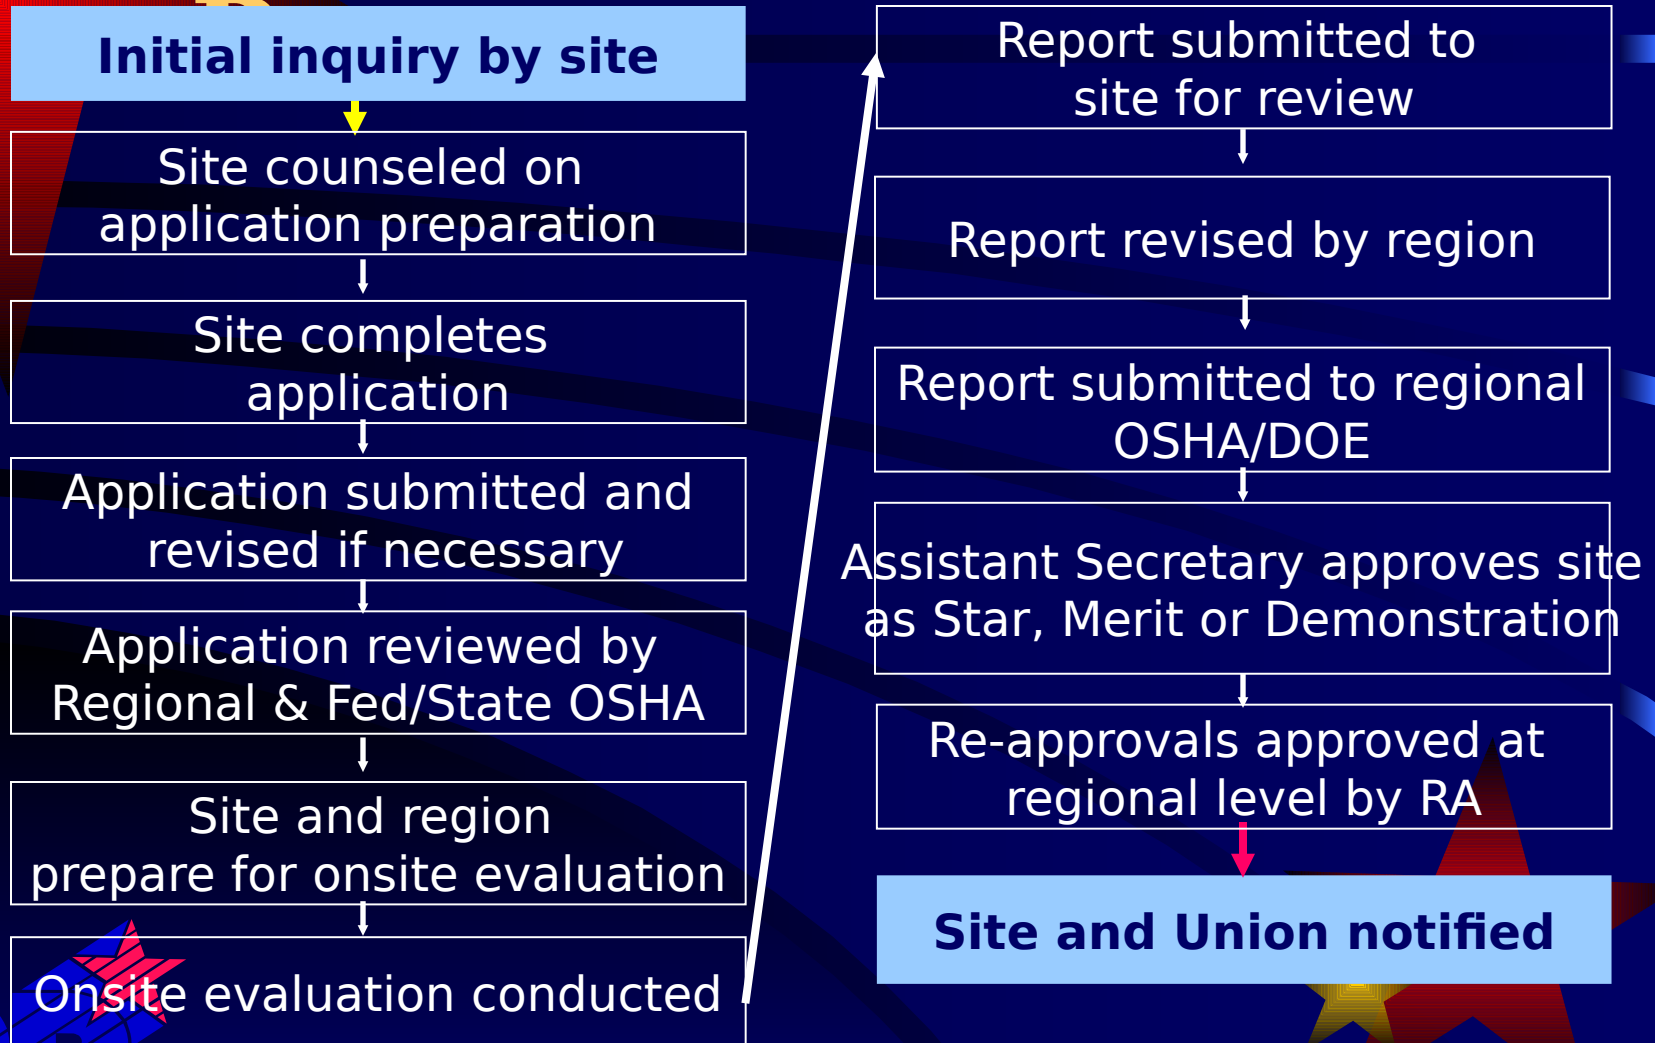 Initial inquiry by site
Site counseled on
application preparation
Site completes
application
Application submitted and
revised if necessary
Application reviewed by
Regional & Fed/State OSHA
Site and region
prepare for onsite evaluation
Onsite evaluation conducted
Report submitted to
site for review
Report revised by region
Report submitted to regional
OSHA/DOE
Assistant Secretary approves site
as Star, Merit or Demonstration
Re-approvals approved at
regional level by RA
Site and Union notified